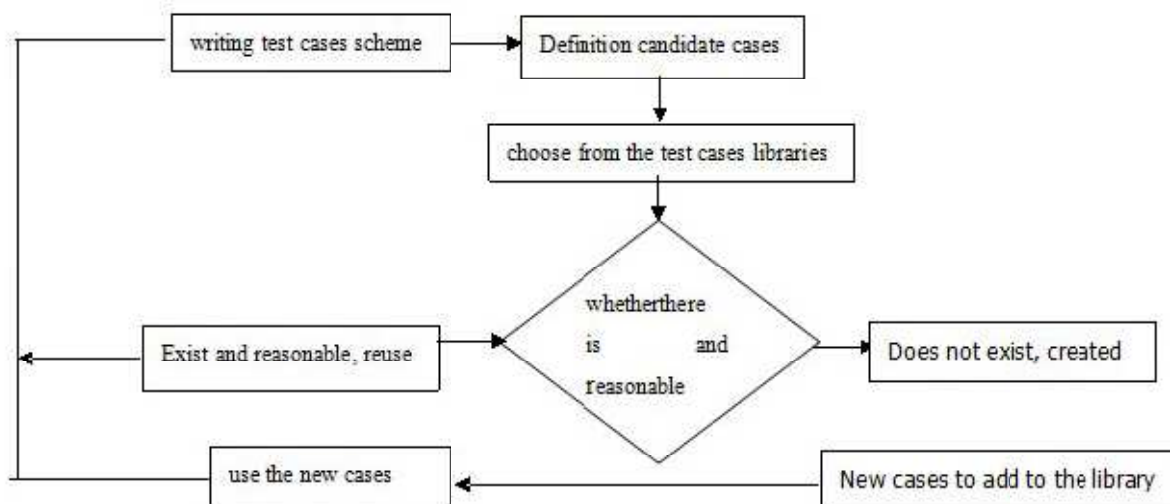 writing test cases scheme
Definition candidate cases
choose from the test cases libraries
whetherthere
is and
reasonable
Exist and reasonable, reuse
Does not exist, created
use the new cases
New cases to add to the library